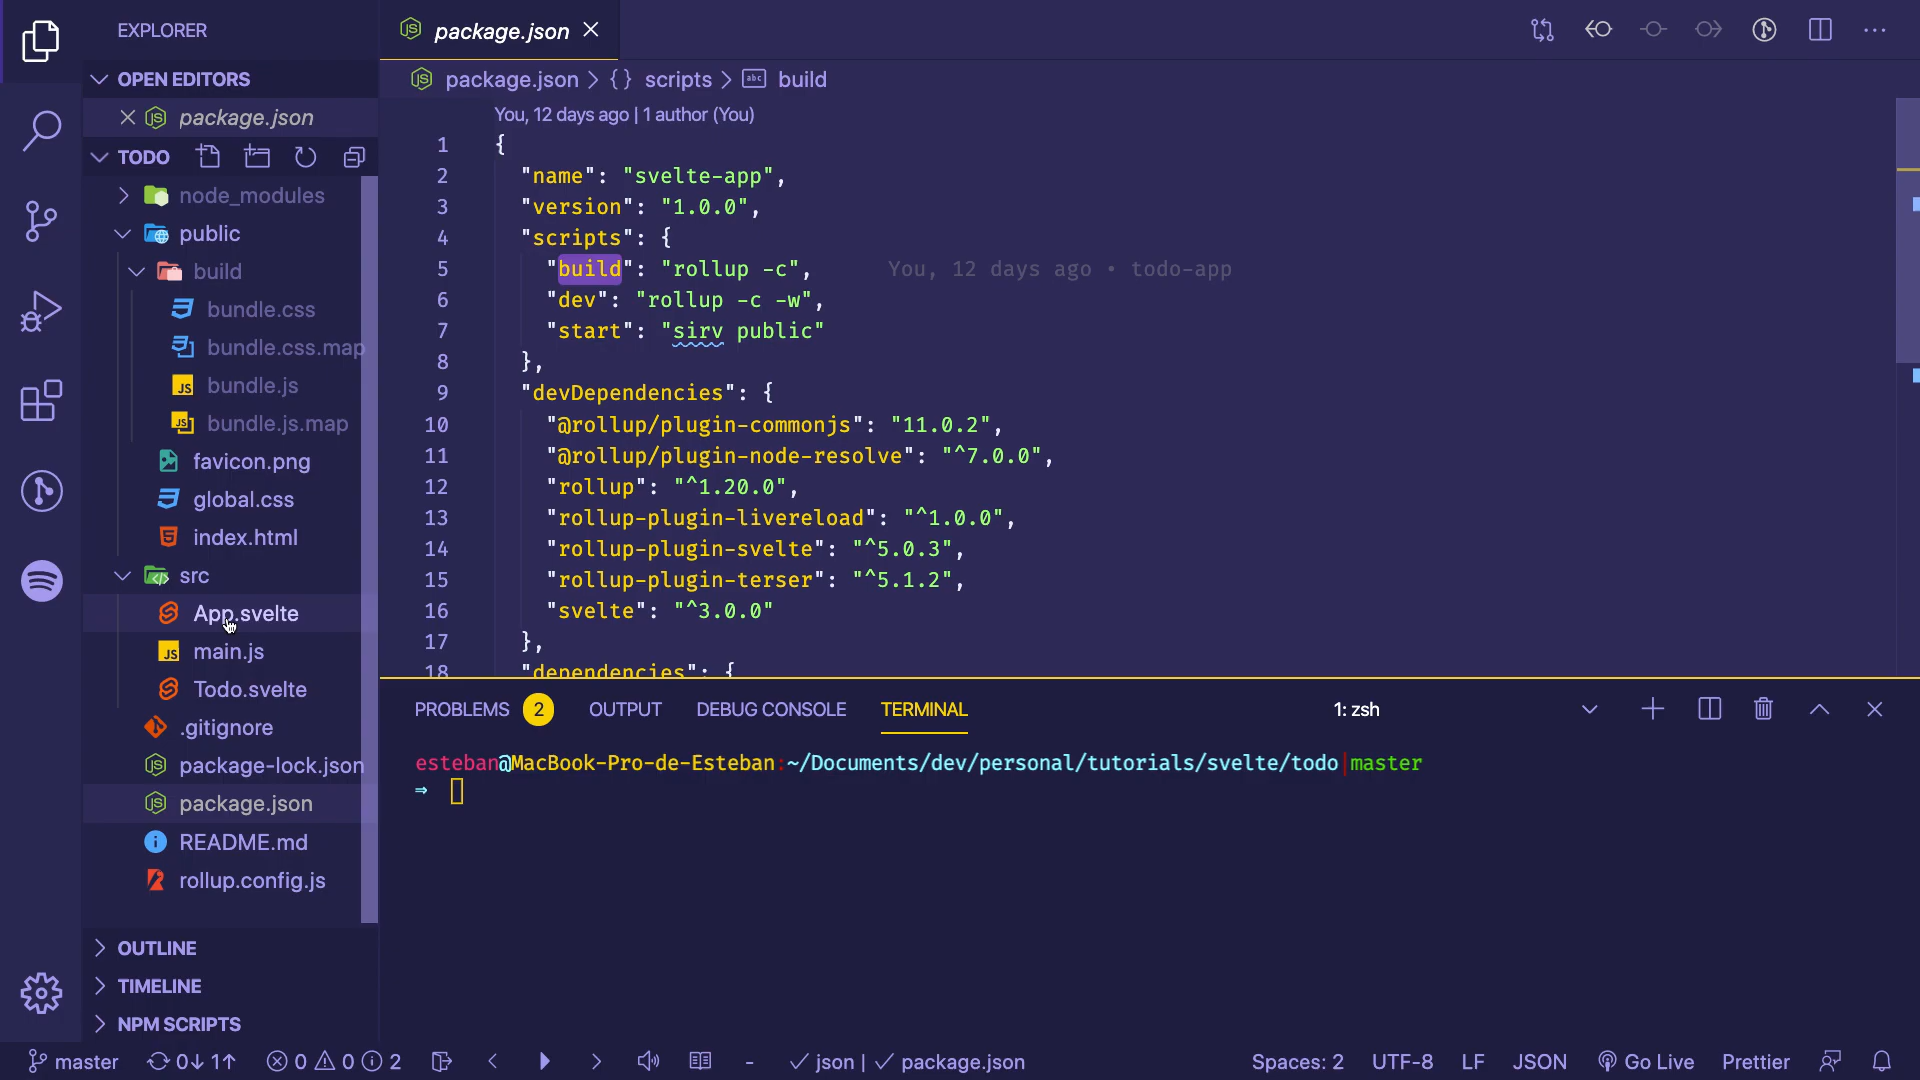 EXPLORER
OPEN EDITORS
package.json
TODO
node_modules
public
build
bundle.css
bundle.css.map
bundle.js
bundle.js.map
favicon.png
global.css
index.html
src
App.svelte
main.js
Todo.svelte
.gitignore
package-lock.json
package.json
README.md
rollup.config.js
OUTLINE
TIMELINE
NPM SCRIPTS
package.json
package.json > {} scripts > abc build
You, 12 days ago | 1 author (You)
1 {
2 "name": "svelte-app",
3 "version": "1.0.0",
4 "scripts": {
5 "build": "rollup -c", You, 12 days ago • todo-app
6 "dev": "rollup -c -w",
7 "start": "sirv public"
8 },
9 "devDependencies": {
10 "@rollup/plugin-commonjs": "11.0.2",
11 "@rollup/plugin-node-resolve": "^7.0.0",
12 "rollup": "^1.20.0",
13 "rollup-plugin-livereload": "^1.0.0",
14 "rollup-plugin-svelte": "^5.0.3",
15 "rollup-plugin-terser": "^5.1.2",
16 "svelte": "^3.0.0"
17 },
18 "dependencies": {
PROBLEMS 2 OUTPUT DEBUG CONSOLE TERMINAL 1: zsh
esteban@MacBook-Pro-de-Esteban:~/Documents/dev/personal/tutorials/svelte/todo|master
⇒
master 0↓ 1↑ 0 0 2 - ✓ json | ✓ package.json Spaces: 2 UTF-8 LF JSON Go Live Prettier